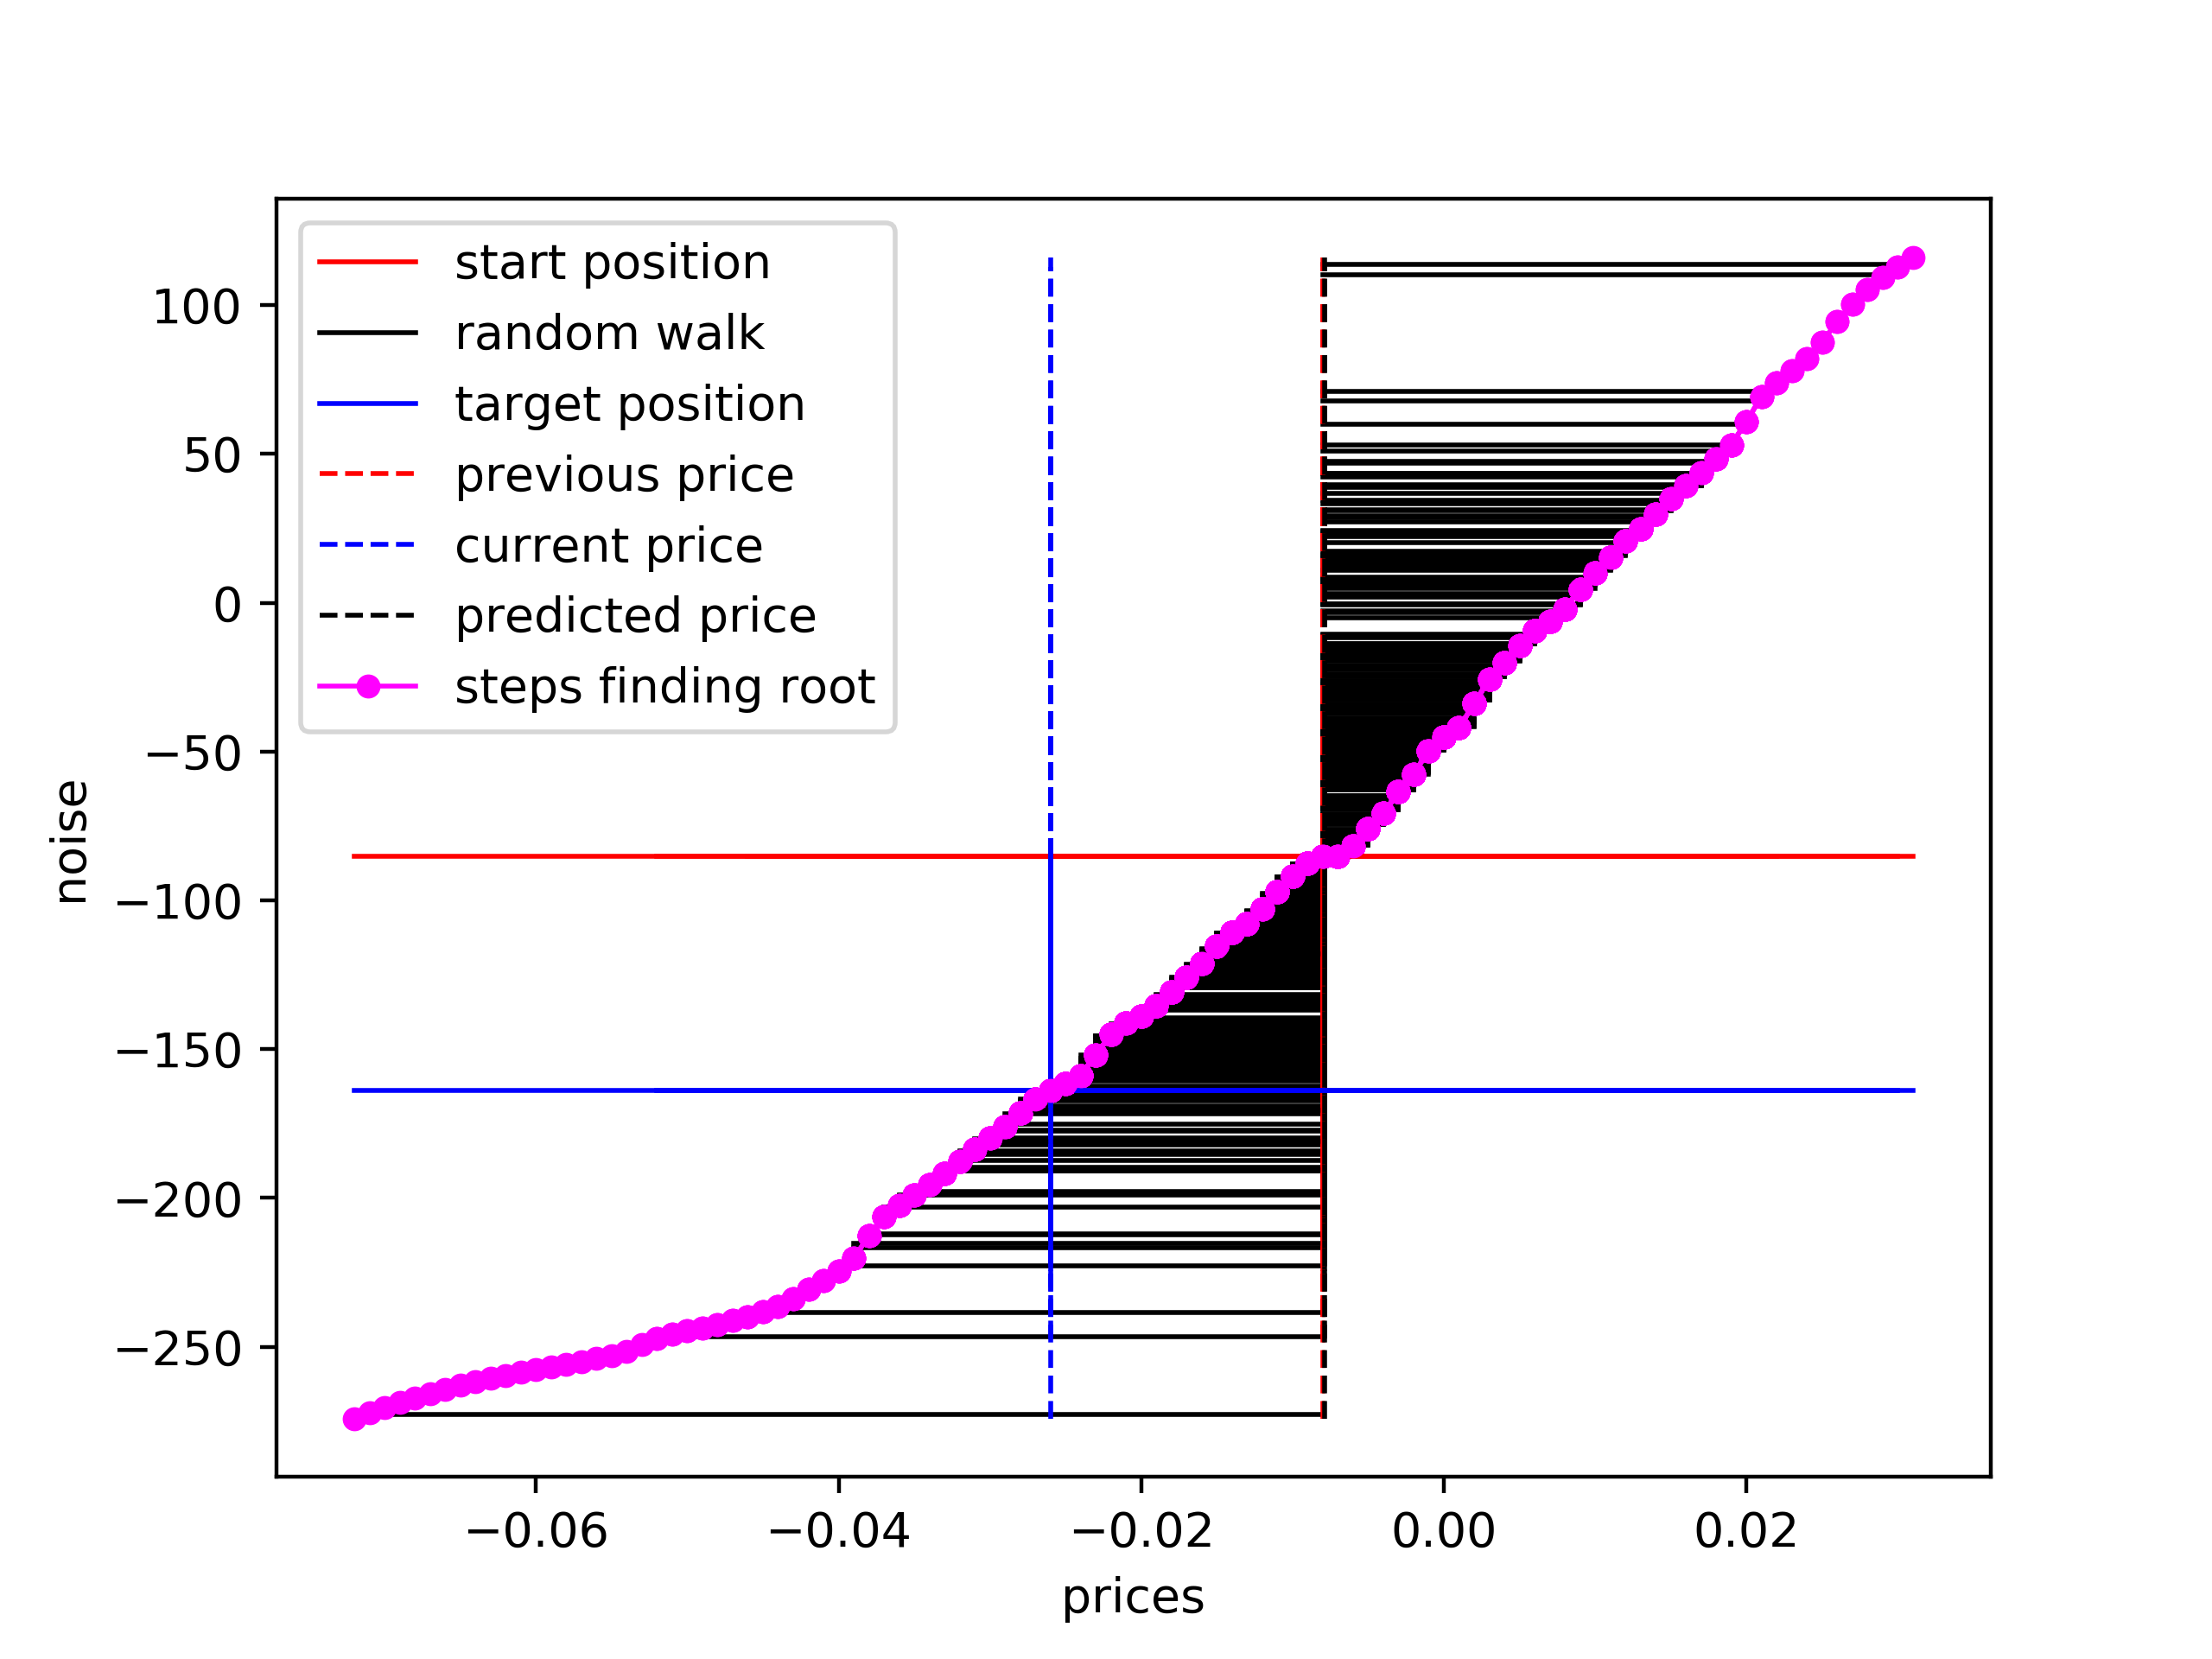 start position
random walk
target position
previous price
current price
predicted price
steps finding root
100
50
0
−50
−100
−150
−200
−250
noise
−0.06 −0.04 −0.02 0.00 0.02
prices